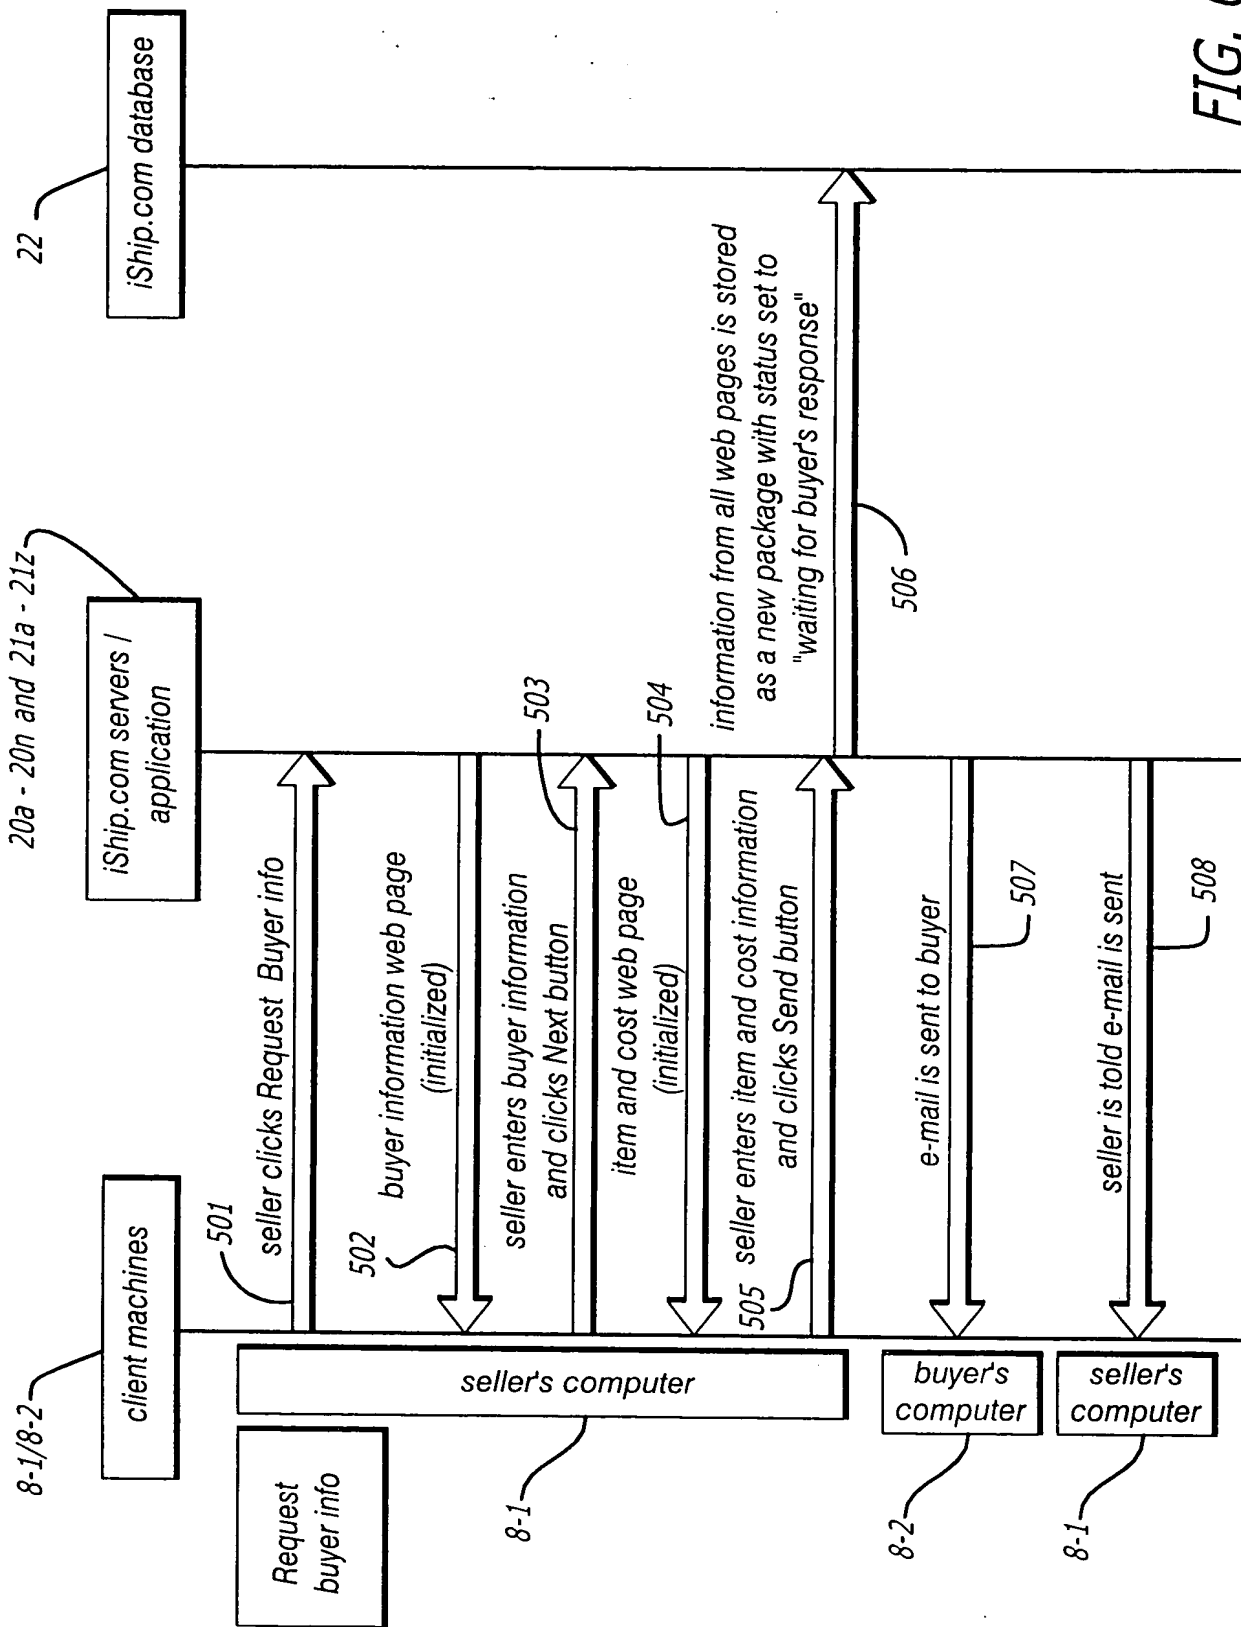 8-1/8-2
client machines
20a - 20n and 21a - 21z
iShip.com servers /
application
22
iShip.com database
Request
buyer info
seller's computer
8-1
501
seller clicks Request Buyer info
502
buyer information web page
(initialized)
seller enters buyer information
and clicks Next button
503
item and cost web page
(initialized)
504
505
seller enters item and cost information
and clicks Send button
information from all web pages is stored
as a new package with status set to
"waiting for buyer's response"
506
buyer's
computer
8-2
e-mail is sent to buyer
507
seller's
computer
8-1
seller is told e-mail is sent
508
FIG.